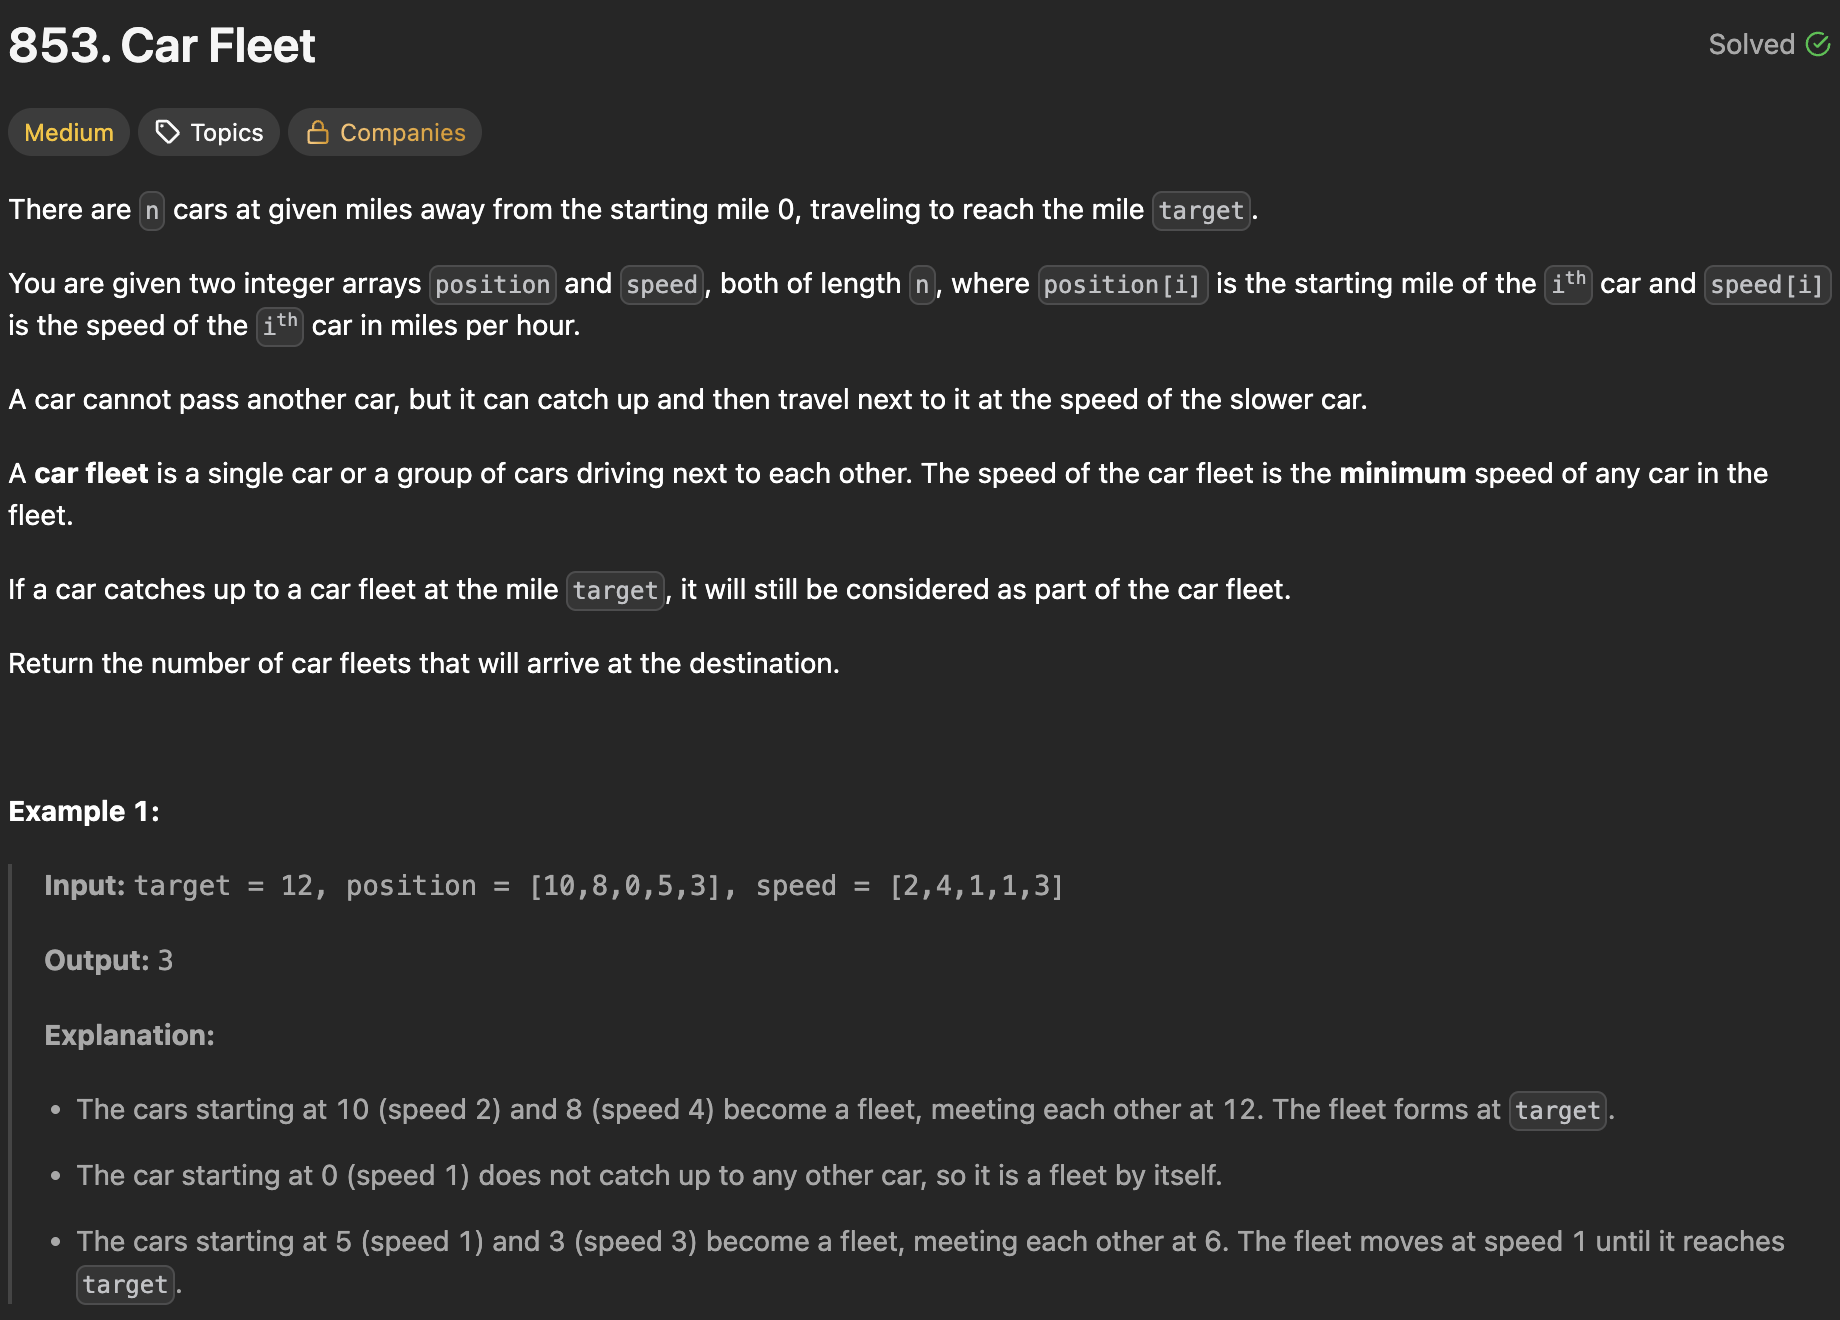 853. Car Fleet
Solved
Medium
Topics
Companies
There are n cars at given miles away from the starting mile 0, traveling to reach the mile target.
You are given two integer arrays position and speed, both of length n, where position[i] is the starting mile of the ith car and speed[i]
is the speed of the ith car in miles per hour.
A car cannot pass another car, but it can catch up and then travel next to it at the speed of the slower car.
A car fleet is a single car or a group of cars driving next to each other. The speed of the car fleet is the minimum speed of any car in the
fleet.
If a car catches up to a car fleet at the mile target, it will still be considered as part of the car fleet.
Return the number of car fleets that will arrive at the destination.
Example 1:
Input: target = 12, position = [10,8,0,5,3], speed = [2,4,1,1,3]
Output: 3
Explanation:
• The cars starting at 10 (speed 2) and 8 (speed 4) become a fleet, meeting each other at 12. The fleet forms at target.
• The car starting at 0 (speed 1) does not catch up to any other car, so it is a fleet by itself.
• The cars starting at 5 (speed 1) and 3 (speed 3) become a fleet, meeting each other at 6. The fleet moves at speed 1 until it reaches
target.